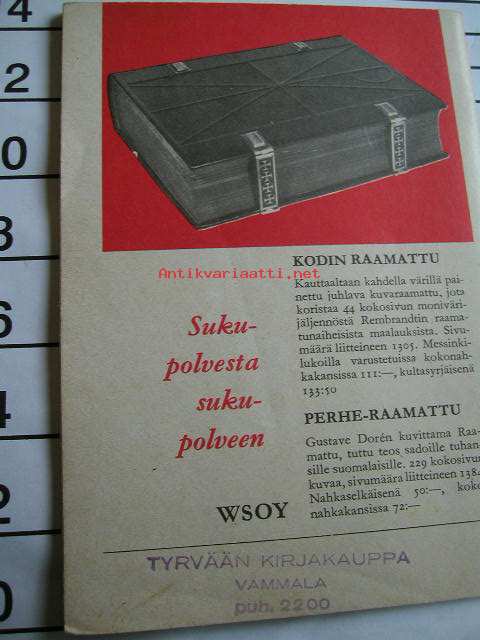 Antikvariaatti.net
KODIN RAAMATTU
Kauttaaltaan kahdella värillä pai-
nettu juhlava kuvaraamattu, jota
koristaa 44 kokosivun moniväri-
jäljennöstä Rembrandtin raama-
tunaiheisista maalauksista. Sivu-
määrä liitteineen 1305. Messinki-
lukoilla varustetuissa kokonah-
kakansissa 111:—, kultasyrjäisenä
133:50
Suku-
polvesta
suku-
polveen
PERHE-RAAMATTU
Gustave Dorén kuvittama Raa-
mattu, tuttu teos sadoille tuhan-
sille suomalaisille. 229 kokosivun
kuvaa, sivumäärä liitteineen 1384.
Nahkaselkäisenä 50:—, koko-
nahkakansissa 72:—
WSOY
TYRVÄÄN KIRJAKAUPPA
VAMMALA
puh. 2200
4
2
0
8
6
4
2
0